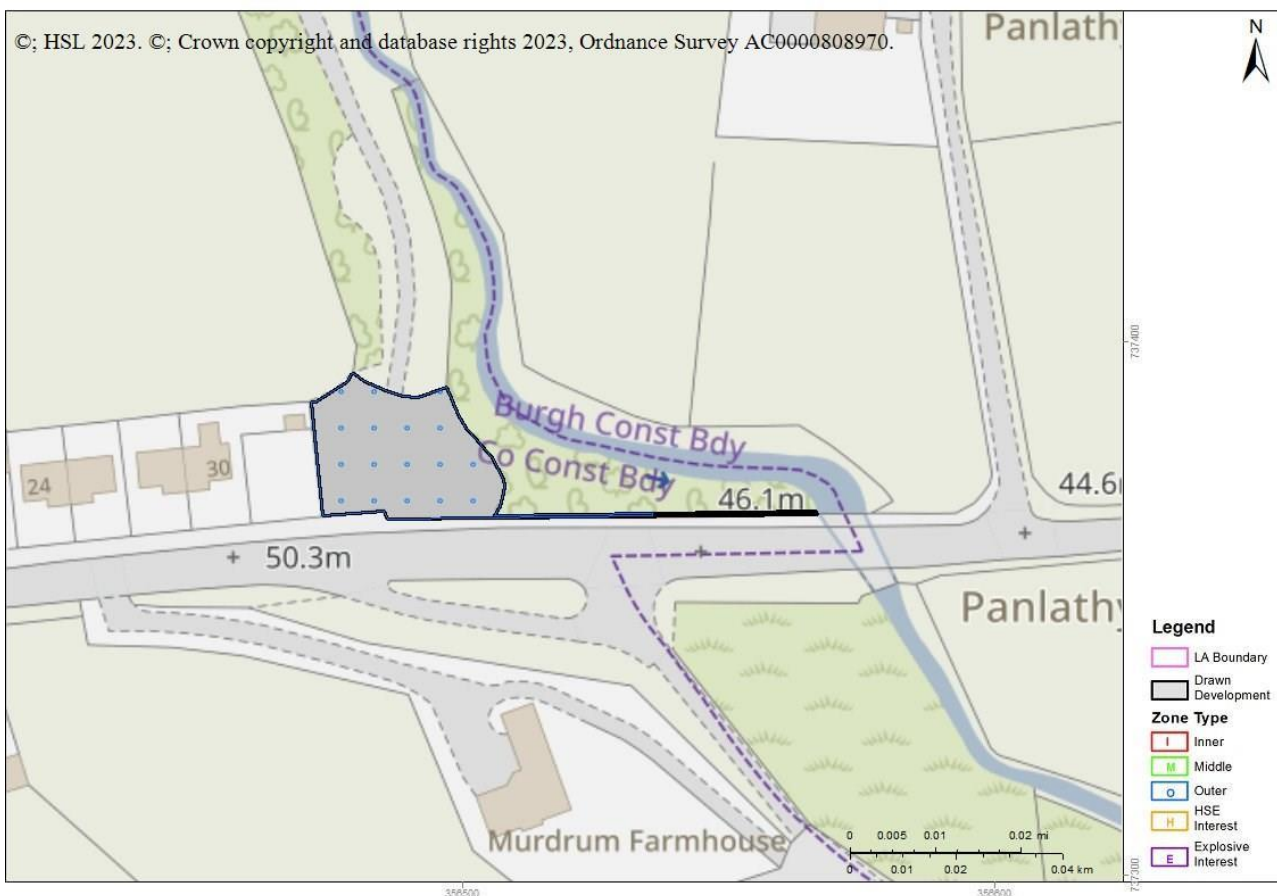 ©; HSL 2023. ©; Crown copyright and database rights 2023, Ordnance Survey AC0000808970.
Panlath
N
737400
Burgh Const Bdy
Co Const Bdy
24
30
46.1m
44.6
50.3m
Panlathy
Murdrum Farmhouse
Legend
LA Boundary
Drawn
Development
Zone Type
I Inner
M Middle
O Outer
H HSE
Interest
E Explosive
Interest
0 0.005 0.01 0.02 mi
0 0.01 0.02 0.04 km
737300
356500
356600